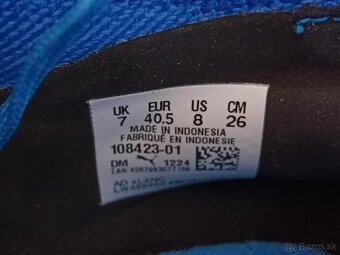 UK EUR US CM
7 40.5 8 26
MADE IN INDONESIA
FABRIQUÉ EN INDONESIE
108423-01
DM 1224
bazos.sk